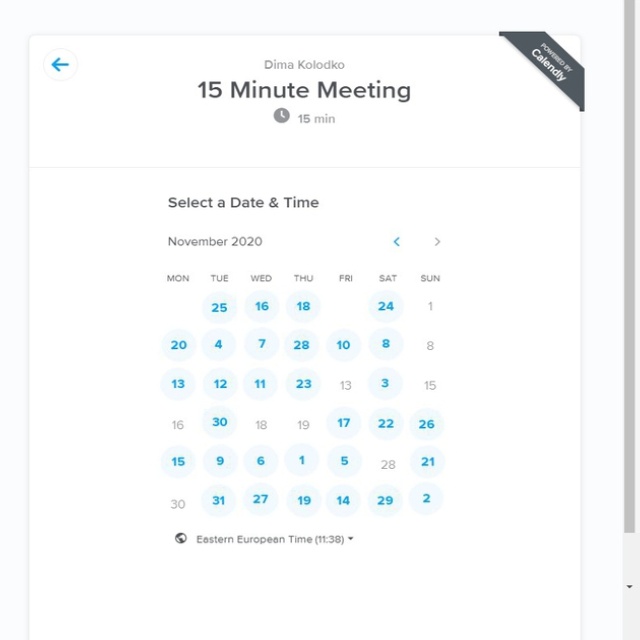 POWERED BY
Calendly
Dima Kolodko
15 Minute Meeting
15 min
Select a Date & Time
November 2020
MON TUE WED THU FRI SAT SUN
25 16 18 24 1
20 4 7 28 10 8 8
13 12 11 23 13 3 15
16 30 18 19 17 22 26
15 9 6 1 5 28 21
30 31 27 19 14 29 2
Eastern European Time (11:38)